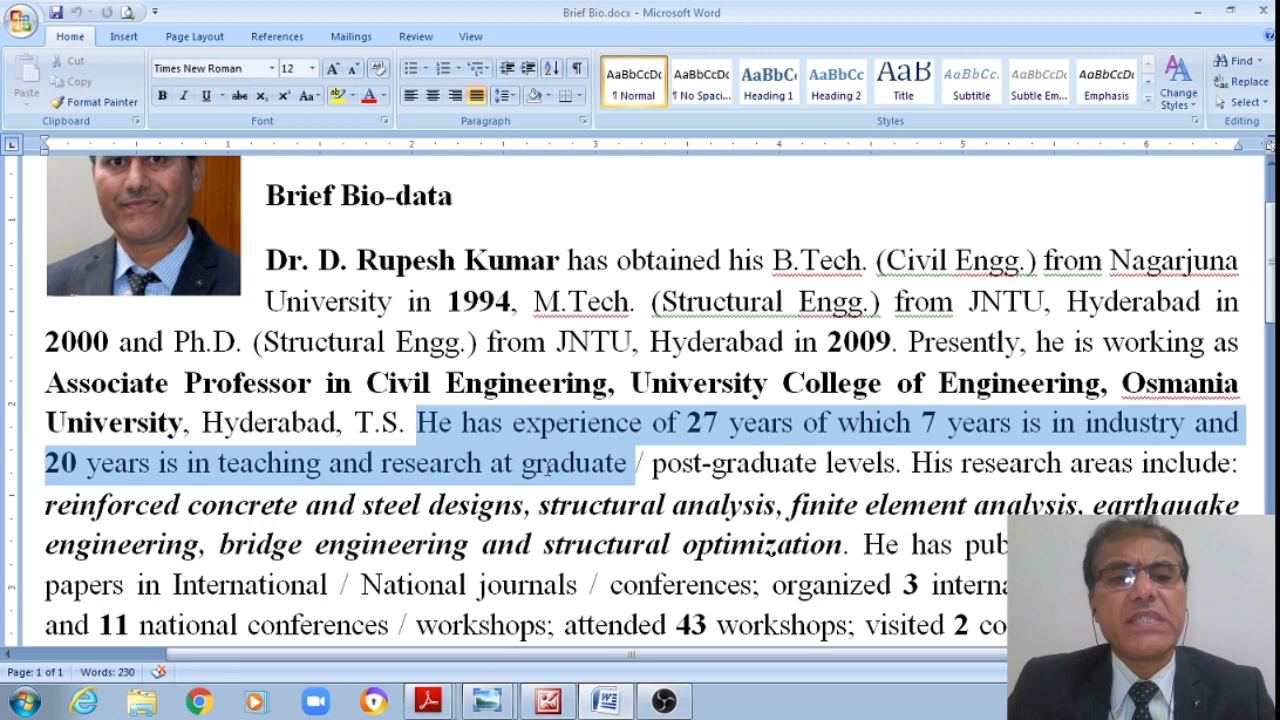 Brief Bio.docx - Microsoft Word
Home Insert Page Layout References Mailings Review View
Paste
Cut
Copy
Format Painter
Clipboard
Times New Roman 12
Font
Paragraph
AaBbCcDc AaBbCcDc AaBbC AaBbCc AaB AaBbCc. AaBbCcDc AaBbCcDc
¶ Normal ¶ No Spaci... Heading 1 Heading 2 Title Subtitle Subtle Em... Emphasis
Change Styles
Styles
Find
Replace
Select
Editing
Brief Bio-data
Dr. D. Rupesh Kumar has obtained his B.Tech. (Civil Engg.) from Nagarjuna
University in 1994, M.Tech. (Structural Engg.) from JNTU, Hyderabad in
2000 and Ph.D. (Structural Engg.) from JNTU, Hyderabad in 2009. Presently, he is working as
Associate Professor in Civil Engineering, University College of Engineering, Osmania
University, Hyderabad, T.S. He has experience of 27 years of which 7 years is in industry and
20 years is in teaching and research at graduate / post-graduate levels. His research areas include:
reinforced concrete and steel designs, structural analysis, finite element analysis, earthquake
engineering, bridge engineering and structural optimization. He has pub
papers in International / National journals / conferences; organized 3 interna
and 11 national conferences / workshops; attended 43 workshops; visited 2 co
Page: 1 of 1 Words: 230